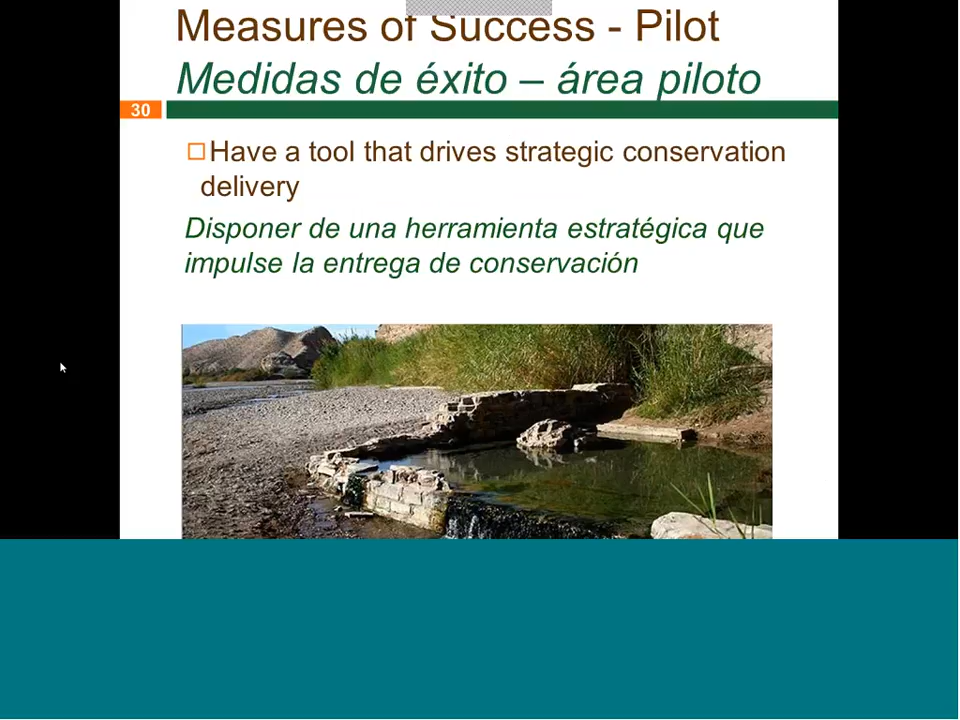 Measures of Success - Pilot
Medidas de éxito – área piloto
30
Have a tool that drives strategic conservation
delivery
Disponer de una herramienta estratégica que
impulse la entrega de conservación